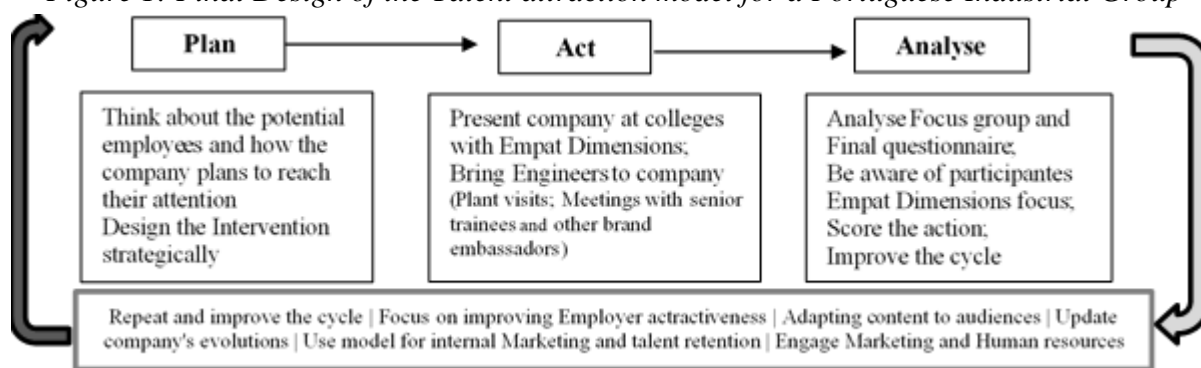 Figure 1: Final Design of the Talent attraction model for a Portuguese Industrial Group
Plan
Act
Analyse
Think about the potential
employees and how the
company plans to reach
their attention
Design the Intervention
strategically
Present company at colleges
with Empat Dimensions;
Bring Engineers to company
(Plant visits; Meetings with senior
trainees and other brand
embassadors)
Analyse Focus group and
Final questionnaire;
Be aware of participantes
Empat Dimensions focus;
Score the action;
Improve the cycle
Repeat and improve the cycle | Focus on improving Employer actractiveness | Adapting content to audiences | Update
company's evolutions | Use model for internal Marketing and talent retention | Engage Marketing and Human resources